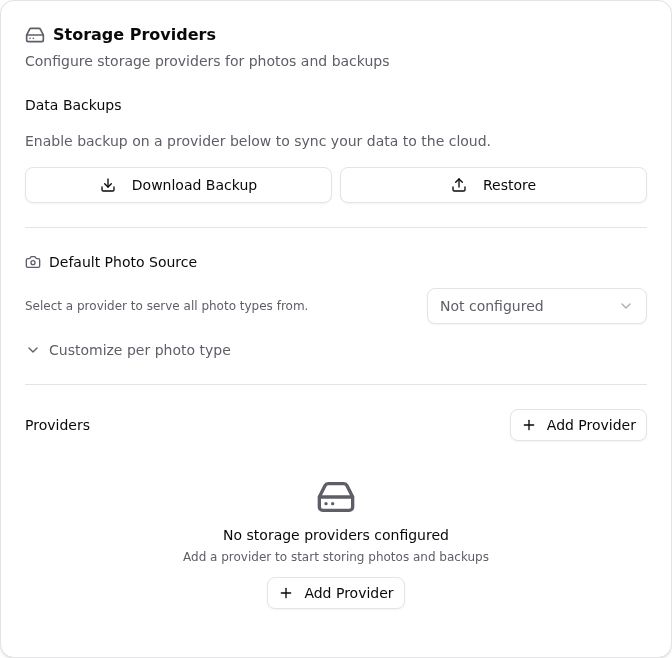 Storage Providers
Configure storage providers for photos and backups
Data Backups
Enable backup on a provider below to sync your data to the cloud.
Download Backup
Restore
Default Photo Source
Select a provider to serve all photo types from.
Not configured
Customize per photo type
Providers
Add Provider
No storage providers configured
Add a provider to start storing photos and backups
Add Provider